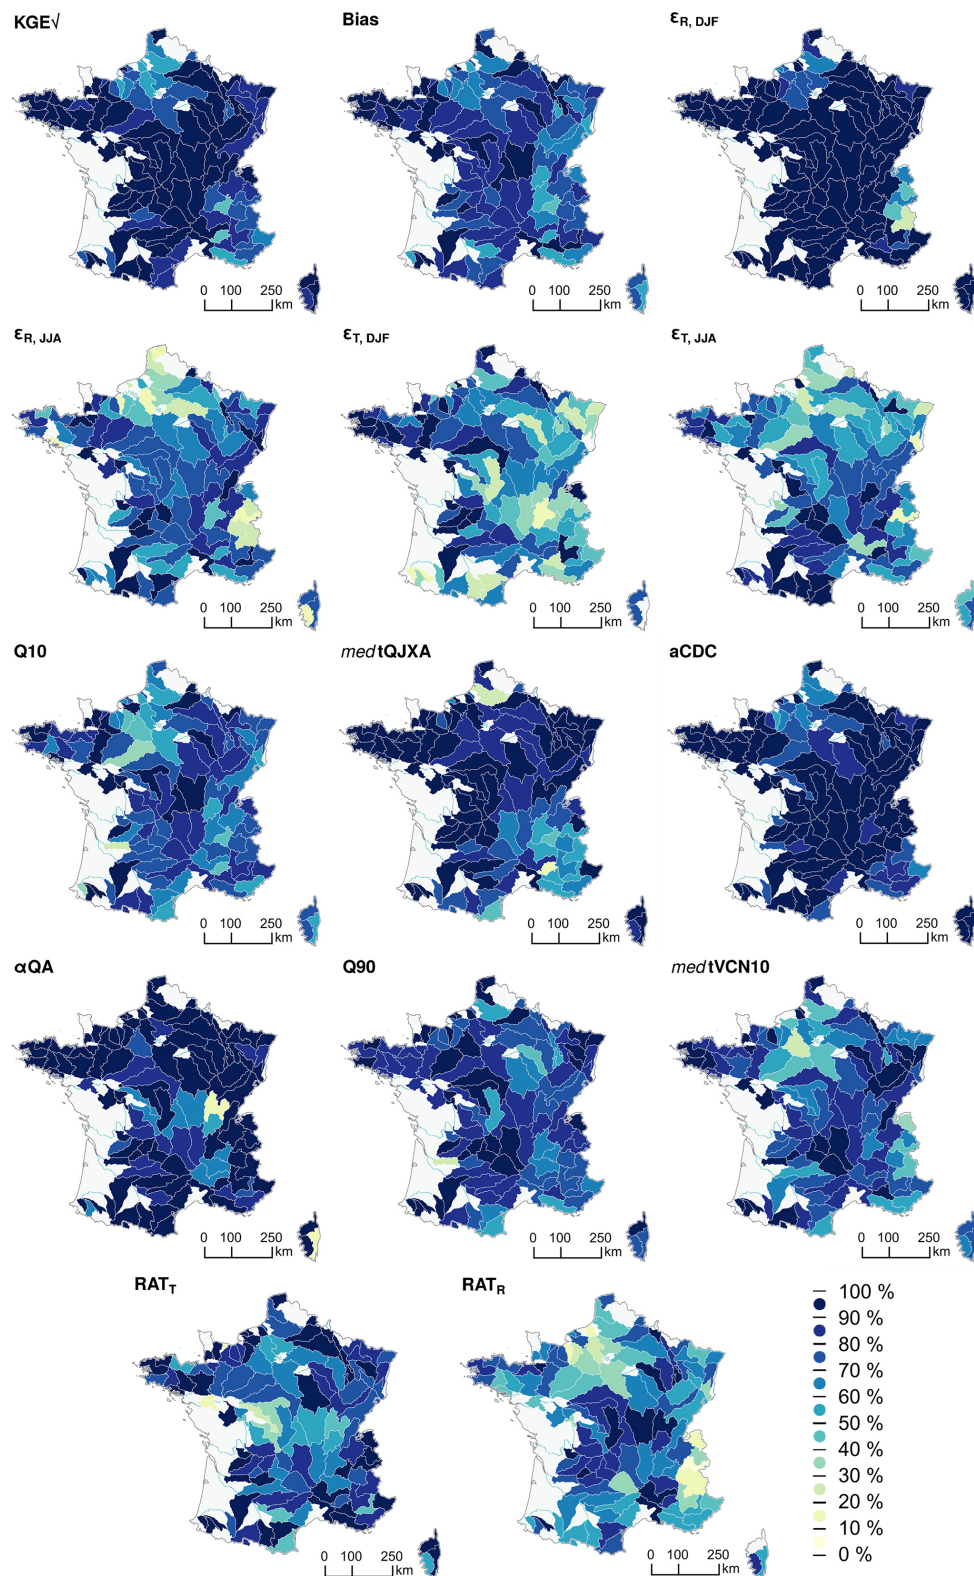 KGE√ Bias εR, DJF
0 100 250 km 0 100 250 km 0 100 250 km
εR, JJA εT, DJF εT, JJA
0 100 250 km 0 100 250 km 0 100 250 km
Q10 med tQJXA aCDC
0 100 250 km 0 100 250 km 0 100 250 km
αQA Q90 med tVCN10
0 100 250 km 0 100 250 km 0 100 250 km
RATT RATR
100 %
90 %
80 %
70 %
60 %
50 %
40 %
30 %
20 %
10 %
0 %
0 100 250 km 0 100 250 km